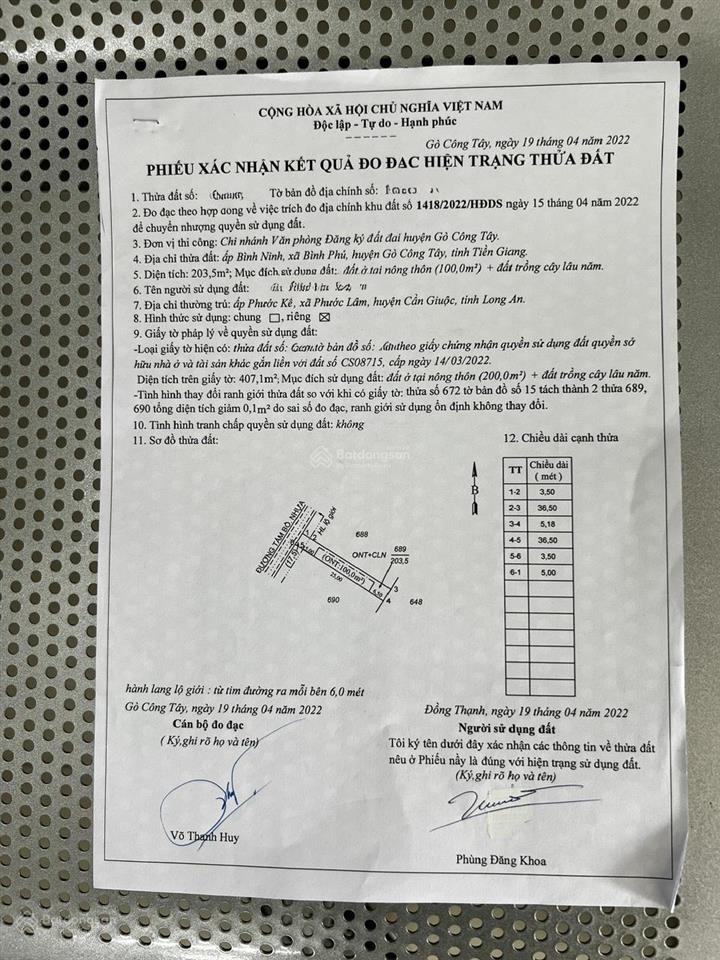 CỘNG HÒA XÃ HỘI CHỦ NGHĨA VIỆT NAM
Độc lập - Tự do - Hạnh phúc
Gò Công Tây, ngày 19 tháng 04 năm 2022
PHIẾU XÁC NHẬN KẾT QUẢ ĐO ĐẠC HIỆN TRẠNG THỬA ĐẤT
1. Thửa đất số: Tờ bản đồ địa chính số:
2. Đo đạc theo hợp đong về việc trích đo địa chính khu đất số 1418/2022/HĐDS ngày 15 tháng 04 năm 2022
để chuyển nhượng quyền sử dụng đất.
3. Đơn vị thi công: Chi nhánh Văn phòng Đăng ký đất đai huyện Gò Công Tây.
4. Địa chỉ thửa đất: ấp Bình Ninh, xã Bình Phú, huyện Gò Công Tây, tỉnh Tiền Giang.
5. Diện tích: 203,5m²; Mục đích sử dụng đất: đất ở tại nông thôn (100,0m²) + đất trồng cây lâu năm.
6. Tên người sử dụng đất:
7. Địa chỉ thường trú: ấp Phước Kế, xã Phước Lâm, huyện Cần Giuộc, tỉnh Long An.
8. Hình thức sử dụng: chung ☐, riêng ☒
9. Giấy tờ pháp lý về quyền sử dụng đất:
-Loại giấy tờ hiện có: thửa đất số: tờ bản đồ số: theo giấy chứng nhận quyền sử dụng đất quyền sở
hữu nhà ở và tài sản khác gắn liền với đất số CS08715, cấp ngày 14/03/2022.
Diện tích trên giấy tờ: 407,1m²; Mục đích sử dụng đất: đất ở tại nông thôn (200,0m²) + đất trồng cây lâu năm.
-Tình hình thay đổi ranh giới thửa đất so với khi có giấy tờ: thửa số 672 tờ bản đồ số 15 tách thành 2 thửa 689,
690 tổng diện tích giảm 0,1m² do sai số đo đạc, ranh giới sử dụng ổn định không thay đổi.
10. Tình hình tranh chấp quyền sử dụng đất: không
11. Sơ đồ thửa đất:
12. Chiều dài cạnh thửa
B
TT Chiều dài
( mét )
1-2 3,50
2-3 36,50
3-4 5,18
4-5 36,50
5-6 3,50
6-1 5,00
ĐƯỜNG TÂM BỘ, NHỰA
HL lộ giới
688
ONT+CLN 689
203,5
(ONT:100,0m²)
690
3
4
648
Batdongsan
hành lang lộ giới : từ tim đường ra mỗi bên 6,0 mét
Gò Công Tây, ngày 19 tháng 04 năm 2022
Cán bộ đo đạc
( Ký,ghi rõ họ và tên)
Võ Thanh Huy
Đồng Thạnh, ngày 19 tháng 04 năm 2022
Người sử dụng đất
Tôi ký tên dưới đây xác nhận các thông tin về thửa đất
nêu ở Phiếu nầy là đúng với hiện trạng sử dụng đất.
(Ký,ghi rõ họ và tên)
Phùng Đăng Khoa
Batdongsan